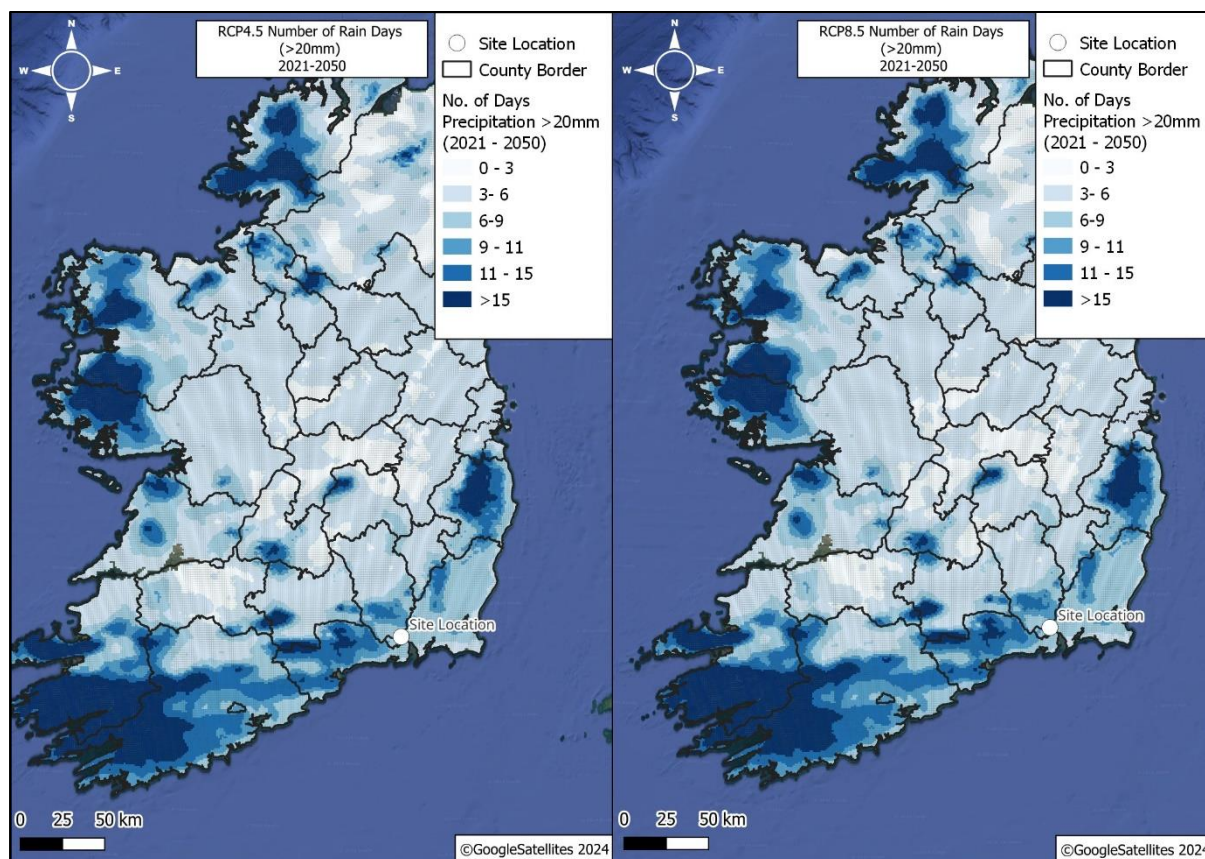 N
W
E
S
RCP4.5 Number of Rain Days
(>20mm)
2021-2050
Site Location
County Border
No. of Days
Precipitation >20mm
(2021 - 2050)
0 - 3
3- 6
6-9
9 - 11
11 - 15
>15
Site Location
0 25 50 km
©GoogleSatellites 2024
N
W
E
S
RCP8.5 Number of Rain Days
(>20mm)
2021-2050
Site Location
County Border
No. of Days
Precipitation >20mm
(2021 - 2050)
0 - 3
3- 6
6-9
9 - 11
11 - 15
>15
Site Location
0 25 50 km
©GoogleSatellites 2024